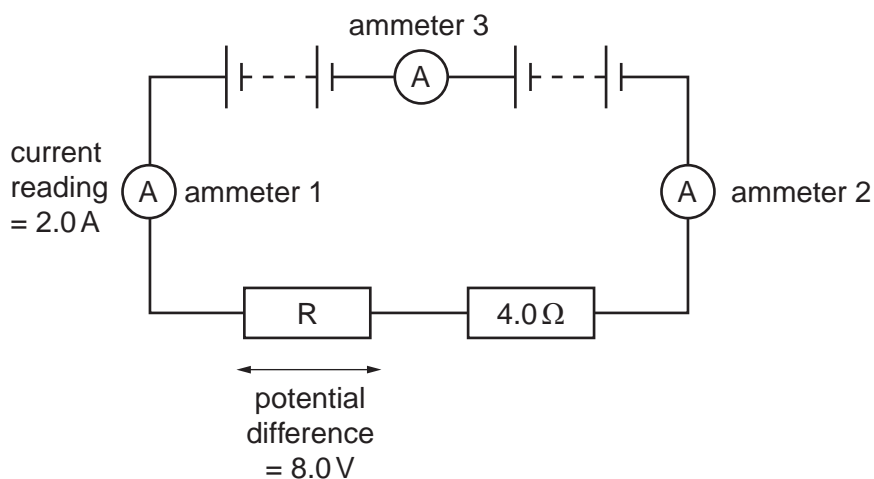 ammeter 3
A
current
reading
= 2.0 A
A
ammeter 1
A
ammeter 2
R
4.0 Ω
potential
difference
= 8.0 V